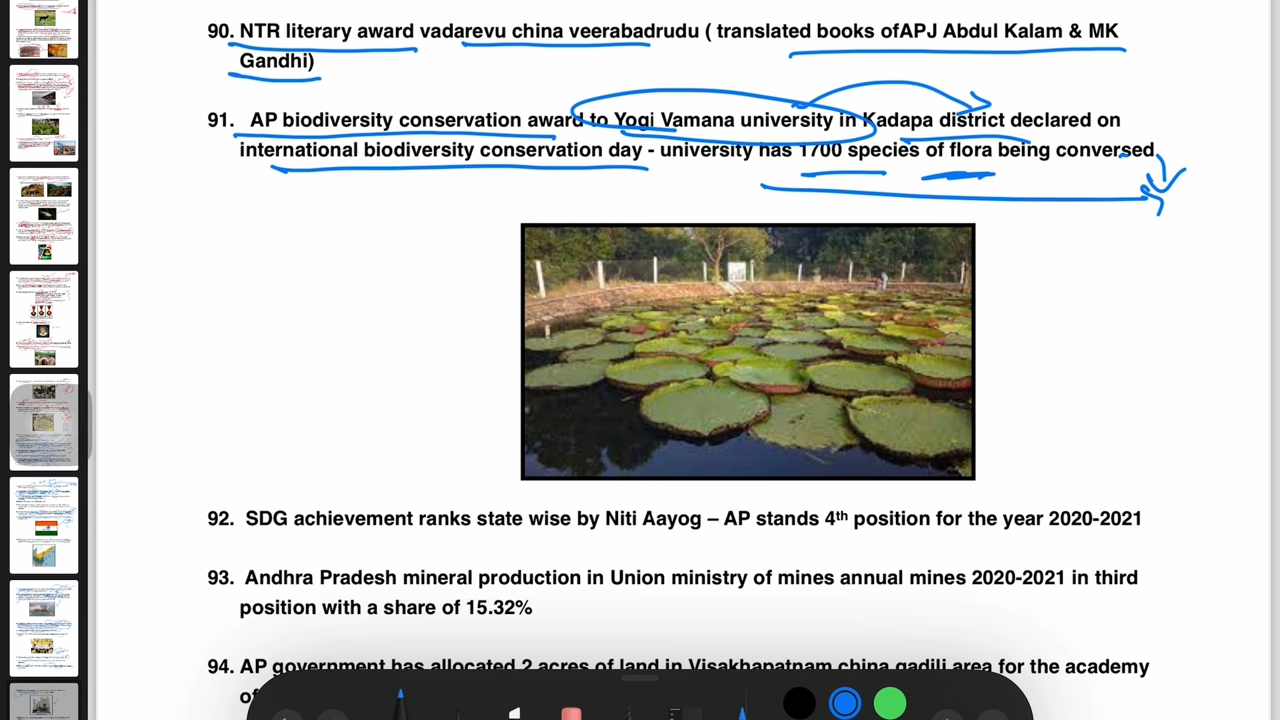 90. NTR literary award vadarevu china veerabadrudu ( translated books ofAPJ Abdul Kalam & MK
Gandhi)
91. AP biodiversity conservation award to Yogi Vamana university in Kadapa district declared on
international biodiversity conservation day - university has 1700 species of flora being conversed
92. SDG achievement ranks state wise by Niti Aayog – AP stands 4th position for the year 2020-2021
93. Andhra Pradesh mineral production in Union ministry of mines annual mines 2020-2021 in third
position with a share of 15.32%
94. AP government has allocated 2 acres of land in area for the academy